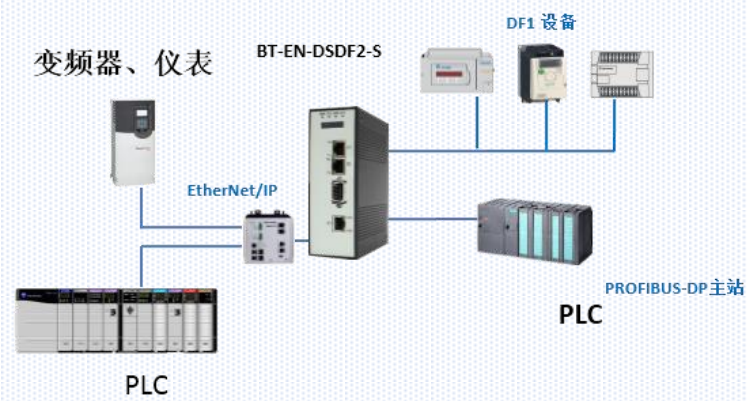 DF1 设备
BT-EN-DSDF2-S
变频器、仪表
EtherNet/IP
PROFIBUS-DP主站
PLC
PLC